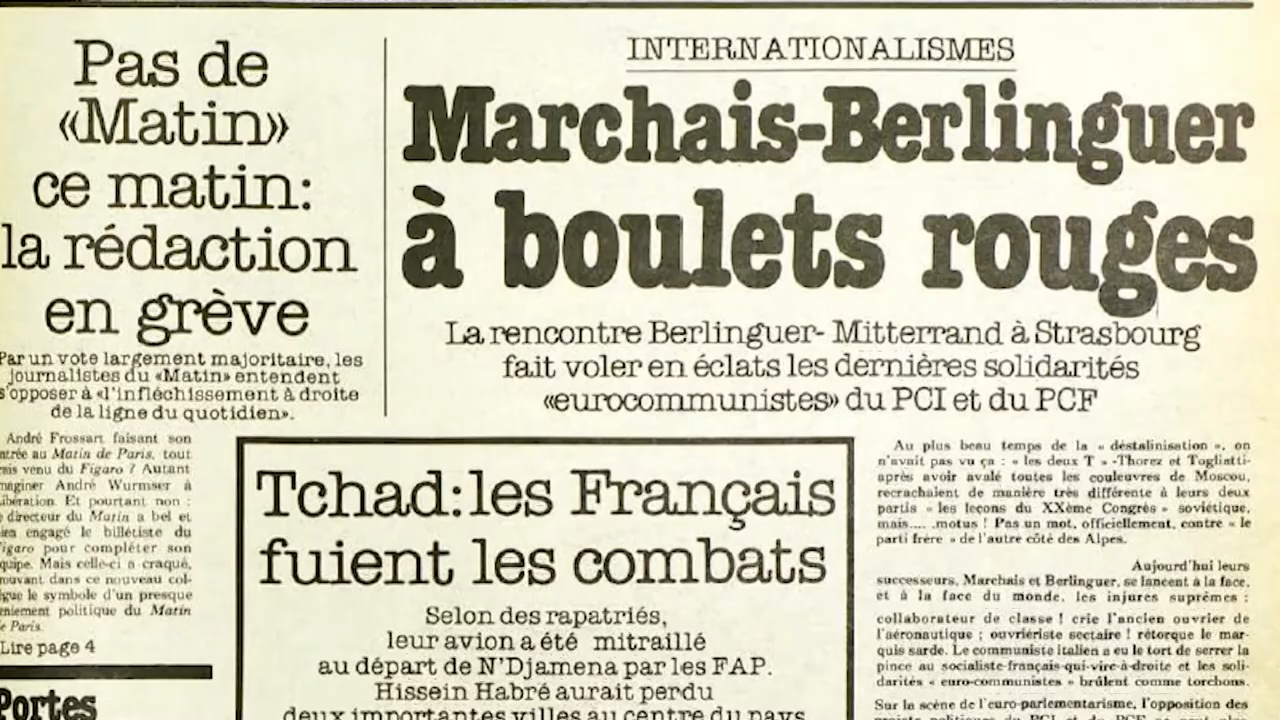 Pas de
«Matin»
ce matin:
la rédaction
en grève
Par un vote largement majoritaire, les
journalistes du «Matin» entendent
s'opposer à «l'infléchissement à droite
de la ligne du quotidien».
André Frossart faisant son
au Matin de Paris, tout
venu du Figaro ? Autant
André Wurmser à
Libération. Et pourtant non :
directeur du Matin a bel et
engagé le billétiste du
Figaro pour compléter son
équipe. Mais celle-ci a craqué,
trouvant dans ce nouveau col-
lègue le symbole d'un presque
reniement politique du Matin
de Paris.
Lire page 4
Portes
INTERNATIONALISMES
Marchais-Berlinguer
à boulets rouges
La rencontre Berlinguer- Mitterrand à Strasbourg
fait voler en éclats les dernières solidarités
«eurocommunistes» du PCI et du PCF
Tchad: les Français
fuient les combats
Selon des rapatriés,
leur avion a été mitraillé
au départ de N'Djamena par les FAP.
Hissein Habré aurait perdu
deux importantes villes au centre du pays
Au plus beau temps de la « déstalinisation », on
n'avait pas vu ça : « les deux T » -Thorez et Togliatti-
après avoir avalé toutes les couleuvres de Moscou,
recrachaient de manière très différente à leurs deux
partis « les leçons du XXème Congrès » soviétique,
mais.... .motus ! Pas un mot, officiellement, contre « le
parti frère » de l'autre côté des Alpes.
Aujourd'hui leurs
successeurs, Marchais et Berlinguer, se lancent à la face,
et à la face du monde, les injures suprêmes :
collaborateur de classe ! crie l'ancien ouvrier de
l'aéronautique ; ouvriériste sectaire ! rétorque le mar-
quis sarde. Le communiste italien a eu le tort de serrer la
pince au socialiste-français-qui-vire-à-droite et les soli-
darités « euro-communistes » brûlent comme torchons.
Sur la scène de l'euro-parlementarisme, l'opposition des
projets politiques du PCI et du PCF ne peut plus